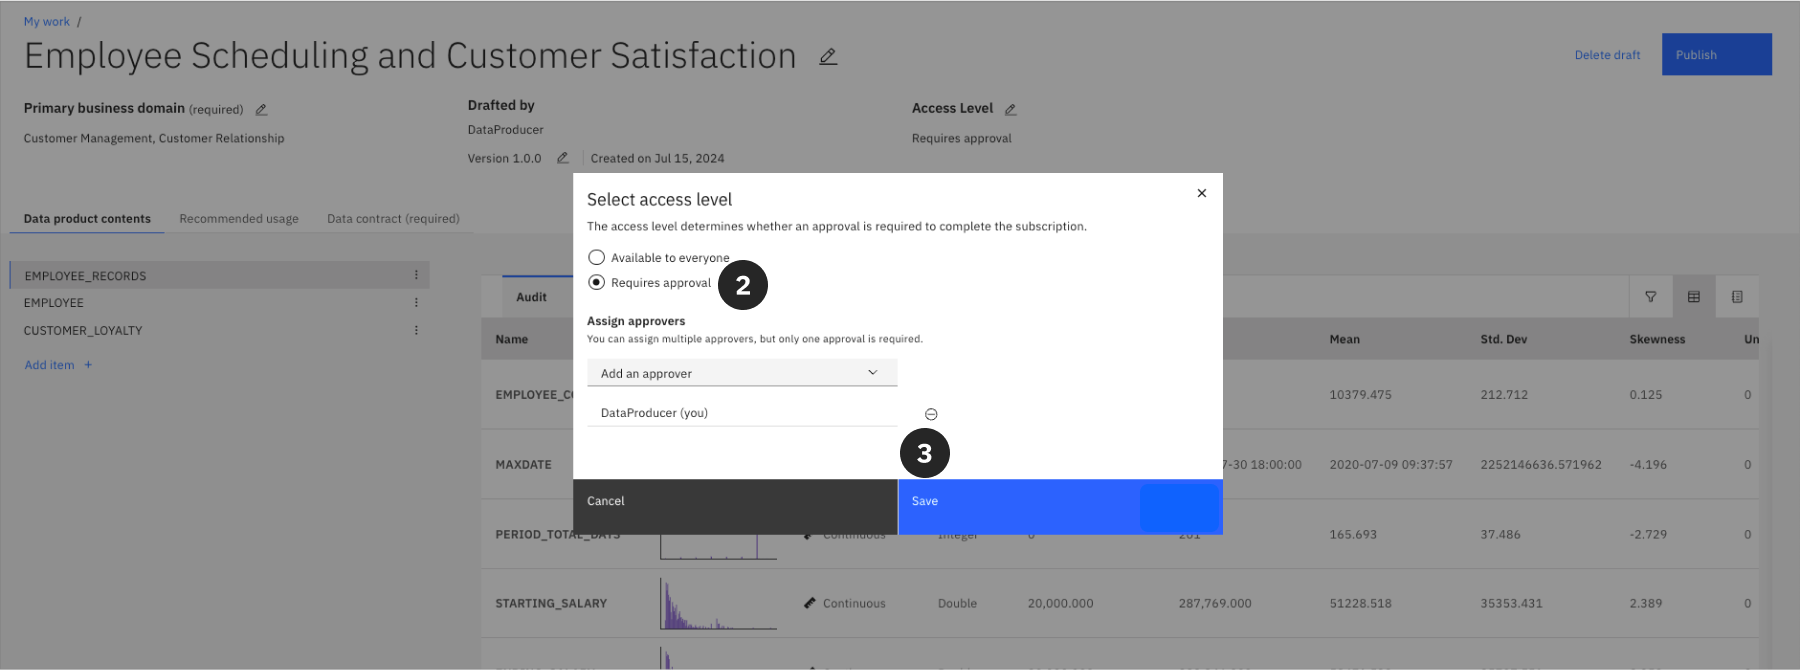 My work /
Employee Scheduling and Customer Satisfaction
Delete draft
Publish
Primary business domain (required)
Customer Management, Customer Relationship
Drafted by
DataProducer
Version 1.0.0
Created on Jul 15, 2024
Access Level
Requires approval
Data product contents
Recommended usage
Data contract (required)
EMPLOYEE_RECORDS
EMPLOYEE
CUSTOMER_LOYALTY
Add item +
Select access level
The access level determines whether an approval is required to complete the subscription.
Available to everyone
Requires approval
2
Assign approvers
You can assign multiple approvers, but only one approval is required.
Add an approver
DataProducer (you)
3
Cancel
Save
Audit
Name Mean Std. Dev Skewness Un
EMPLOYEE_C 10379.475 212.712 0.125 0
MAXDATE 7-30 18:00:00 2020-07-09 09:37:57 2252146636.571962 -4.196 0
PERIOD_TOTAL_DAYS Continuous Integer 0 201 165.693 37.486 -2.729 0
STARTING_SALARY Continuous Double 20,000.000 287,769.000 51228.518 35353.431 2.389 0